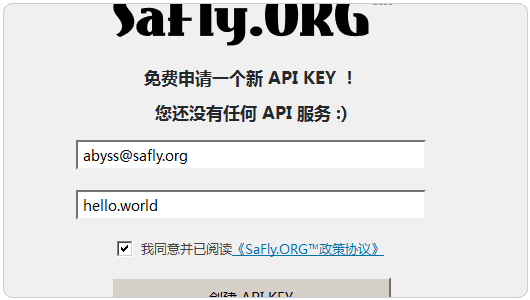 SaFly.ORG™
免费申请一个新 API KEY ！
您还没有任何 API 服务 :)
abyss@safly.org
hello.world
我同意并已阅读《SaFly.ORG™政策协议》
创建 API KEY